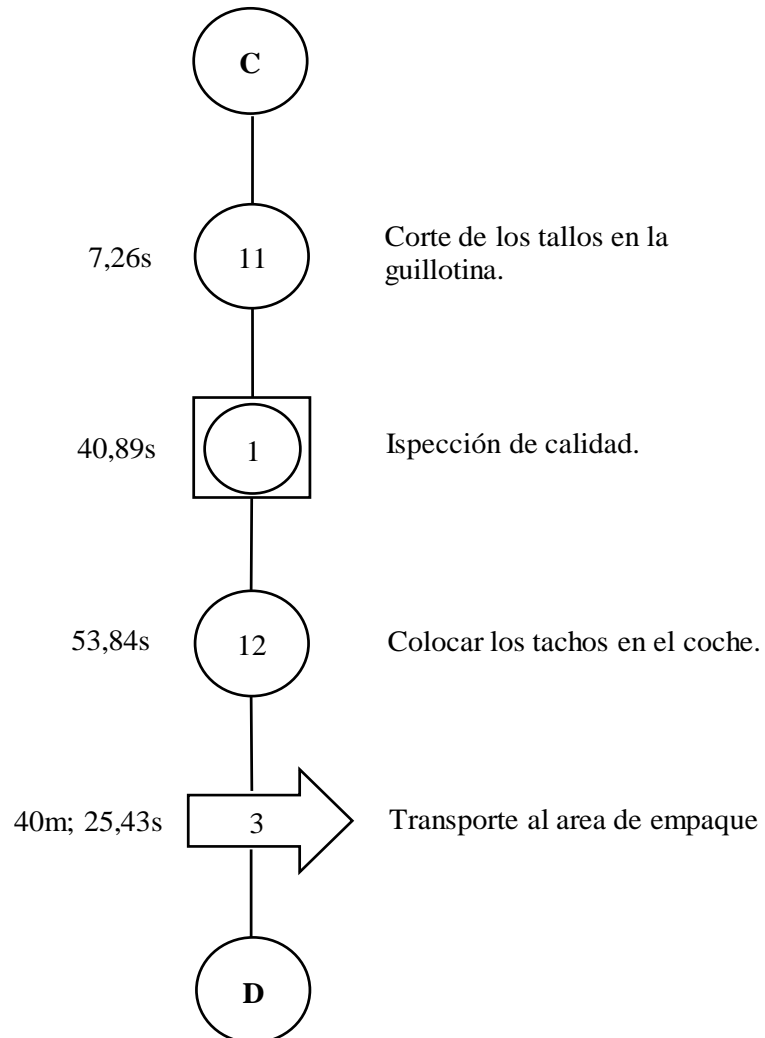 C
7,26s
11
Corte de los tallos en la
guillotina.
40,89s
1
Ispección de calidad.
53,84s
12
Colocar los tachos en el coche.
40m; 25,43s
3
Transporte al area de empaque
D